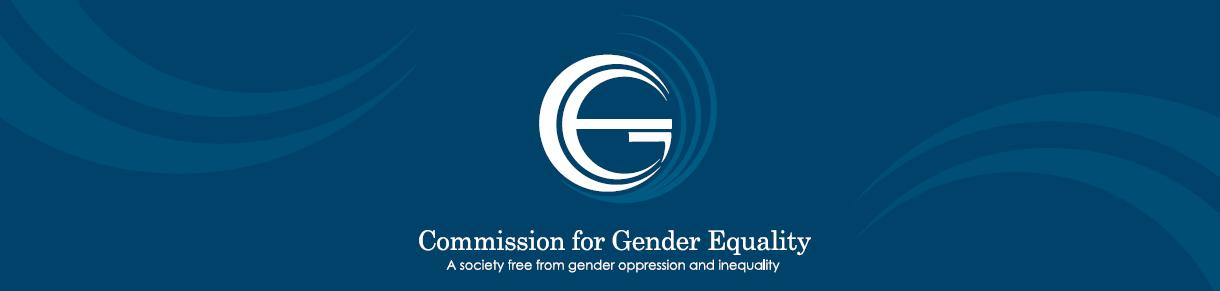 Commission for Gender Equality
A society free from gender oppression and inequality